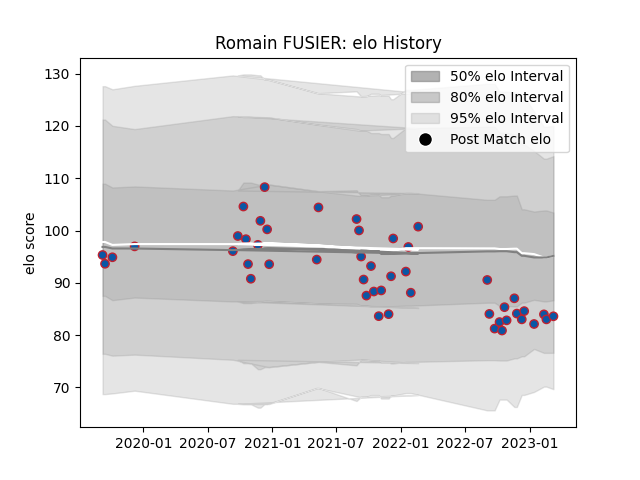 Romain FUSIER: elo History
50% elo Interval
80% elo Interval
95% elo Interval
Post Match elo
elo score
130
120
110
100
90
80
70
2020-01 2020-07 2021-01 2021-07 2022-01 2022-07 2023-01